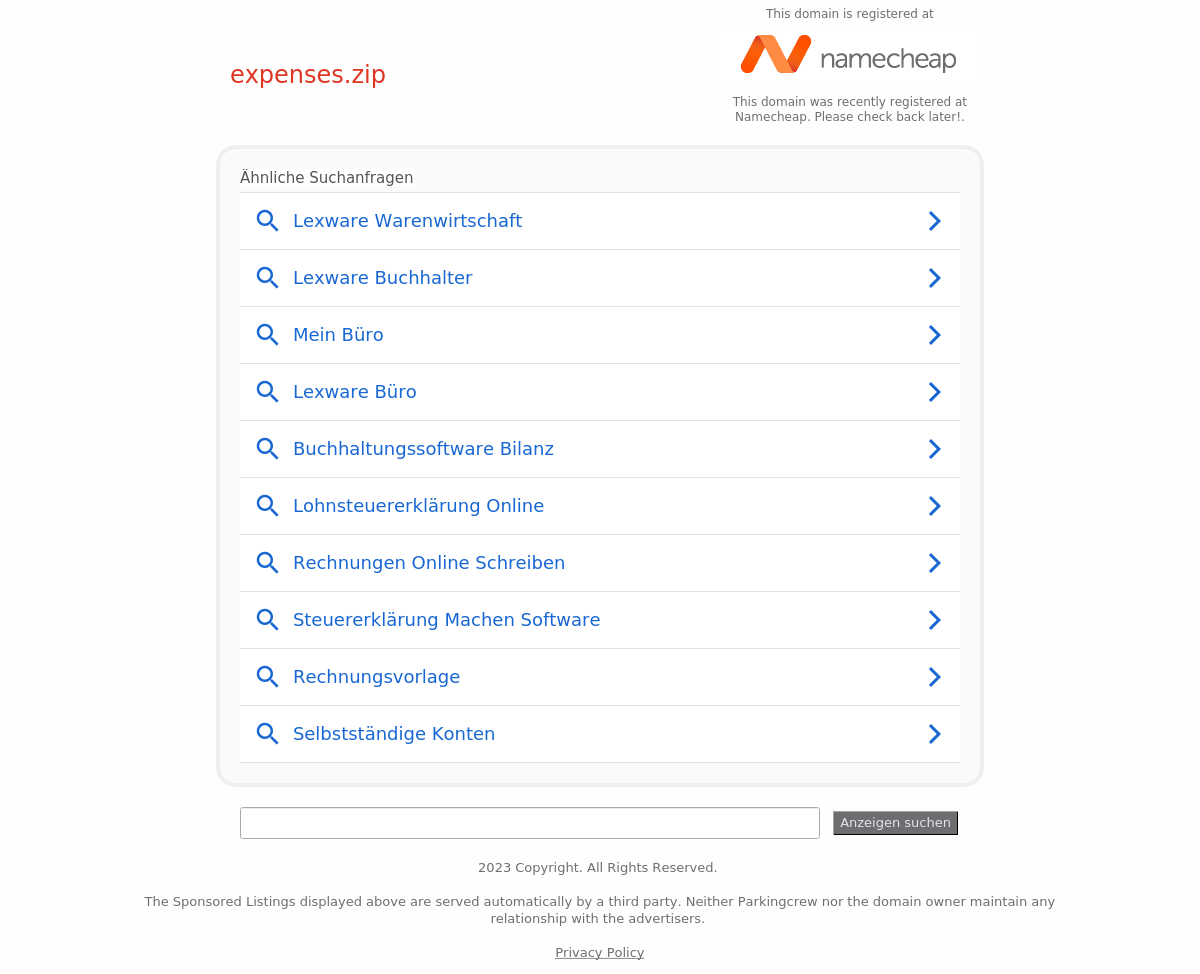 This domain is registered at
namecheap
expenses.zip
This domain was recently registered at
Namecheap. Please check back later!.
Ähnliche Suchanfragen
Lexware Warenwirtschaft
Lexware Buchhalter
Mein Büro
Lexware Büro
Buchhaltungssoftware Bilanz
Lohnsteuererklärung Online
Rechnungen Online Schreiben
Steuererklärung Machen Software
Rechnungsvorlage
Selbstständige Konten
Anzeigen suchen
2023 Copyright. All Rights Reserved.
The Sponsored Listings displayed above are served automatically by a third party. Neither Parkingcrew nor the domain owner maintain any
relationship with the advertisers.
Privacy Policy